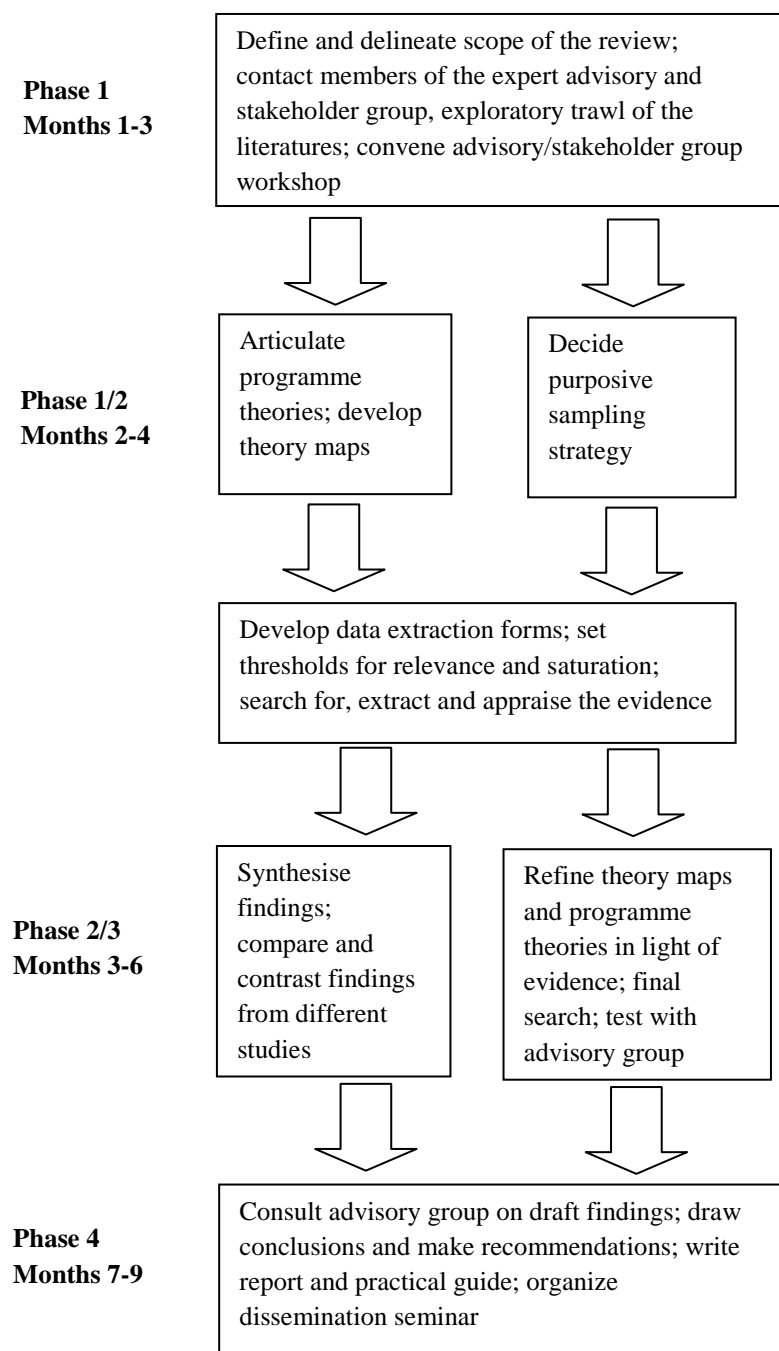 Define and delineate scope of the review;
contact members of the expert advisory and
stakeholder group, exploratory trawl of the
literatures; convene advisory/stakeholder group
workshop
Phase 1
Months 1-3
Articulate
programme
theories; develop
theory maps
Decide
purposive
sampling
strategy
Phase 1/2
Months 2-4
Develop data extraction forms; set
thresholds for relevance and saturation;
search for, extract and appraise the evidence
Synthesise
findings;
compare and
contrast findings
from different
studies
Refine theory maps
and programme
theories in light of
evidence; final
search; test with
advisory group
Phase 2/3
Months 3-6
Consult advisory group on draft findings; draw
conclusions and make recommendations; write
report and practical guide; organize
dissemination seminar
Phase 4
Months 7-9